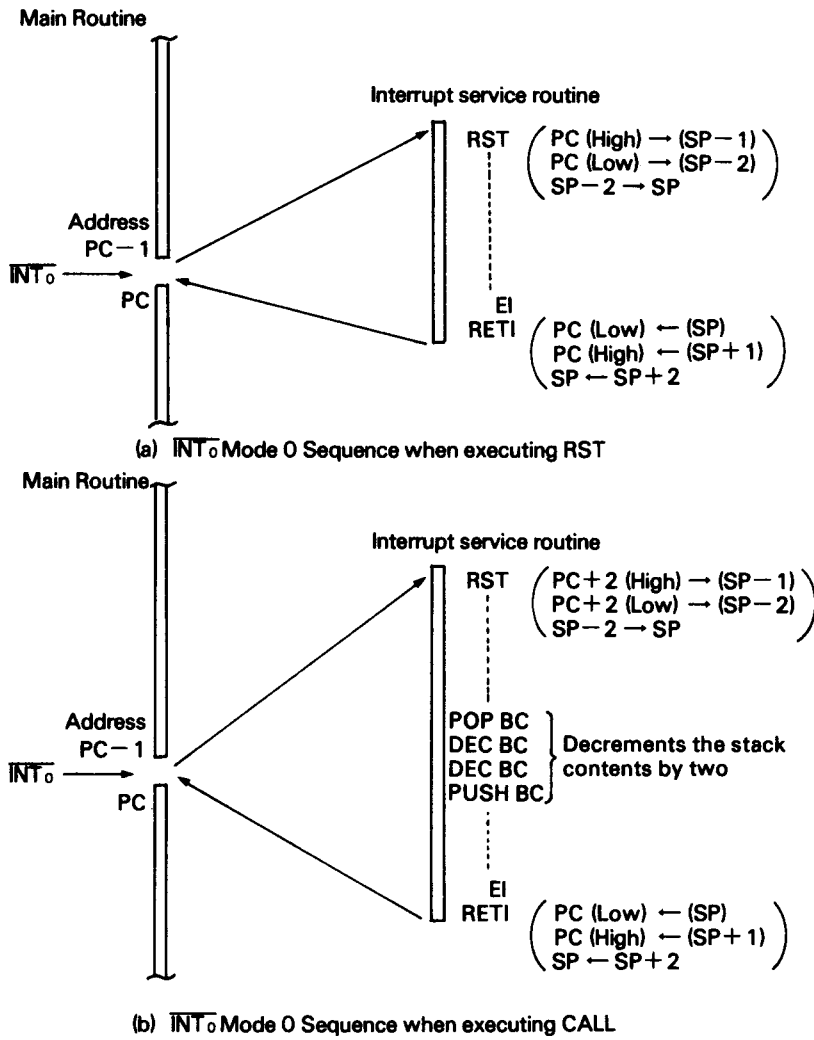 Main Routine
Interrupt service routine
RST
PC (High) → (SP−1)
PC (Low) → (SP−2)
SP−2 → SP
Address
PC−1
INT₀
PC
EI
RETI
PC (Low) ← (SP)
PC (High) ← (SP+1)
SP ← SP+2
(a) INT₀ Mode 0 Sequence when executing RST
Main Routine
Interrupt service routine
RST
PC+2 (High) → (SP−1)
PC+2 (Low) → (SP−2)
SP−2 → SP
Address
PC−1
INT₀
PC
POP BC
DEC BC
DEC BC
PUSH BC
Decrements the stack
contents by two
EI
RETI
PC (Low) ← (SP)
PC (High) ← (SP+1)
SP ← SP+2
(b) INT₀ Mode 0 Sequence when executing CALL